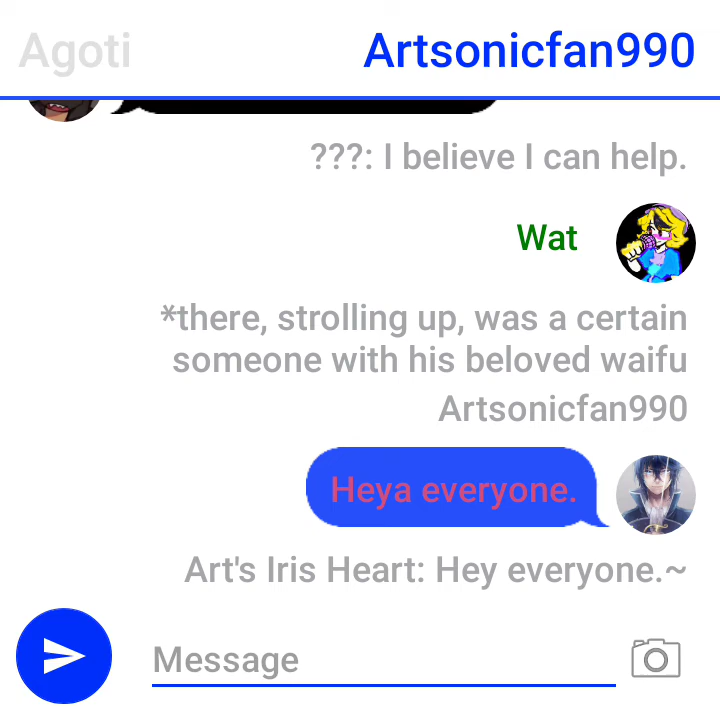 Agoti
Artsonicfan990
???: I believe I can help.
Wat
*there, strolling up, was a certain
someone with his beloved waifu
Artsonicfan990
Heya everyone.
Art's Iris Heart: Hey everyone.~
Message